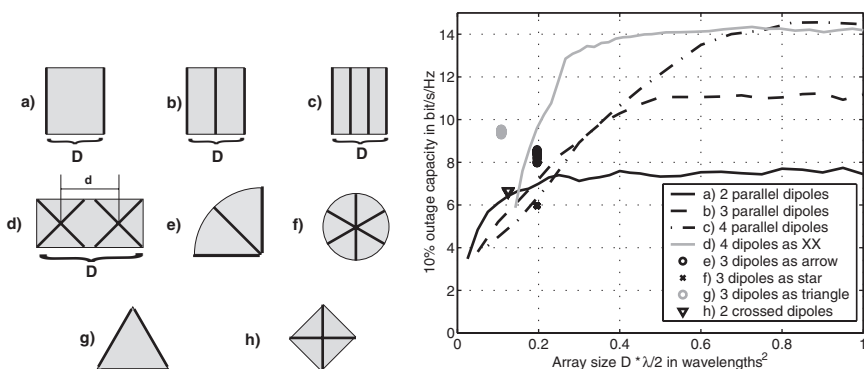 a)
D
b)
D
c)
D
d)
d
D
e)
f)
g)
h)
10% outage capacity in bit/s/Hz
14
12
10
8
6
4
2
0
0 0.2 0.4 0.6 0.8 1
Array size D * λ/2 in wavelengths²
a) 2 parallel dipoles
b) 3 parallel dipoles
c) 4 parallel dipoles
d) 4 dipoles as XX
e) 3 dipoles as arrow
f) 3 dipoles as star
g) 3 dipoles as triangle
h) 2 crossed dipoles